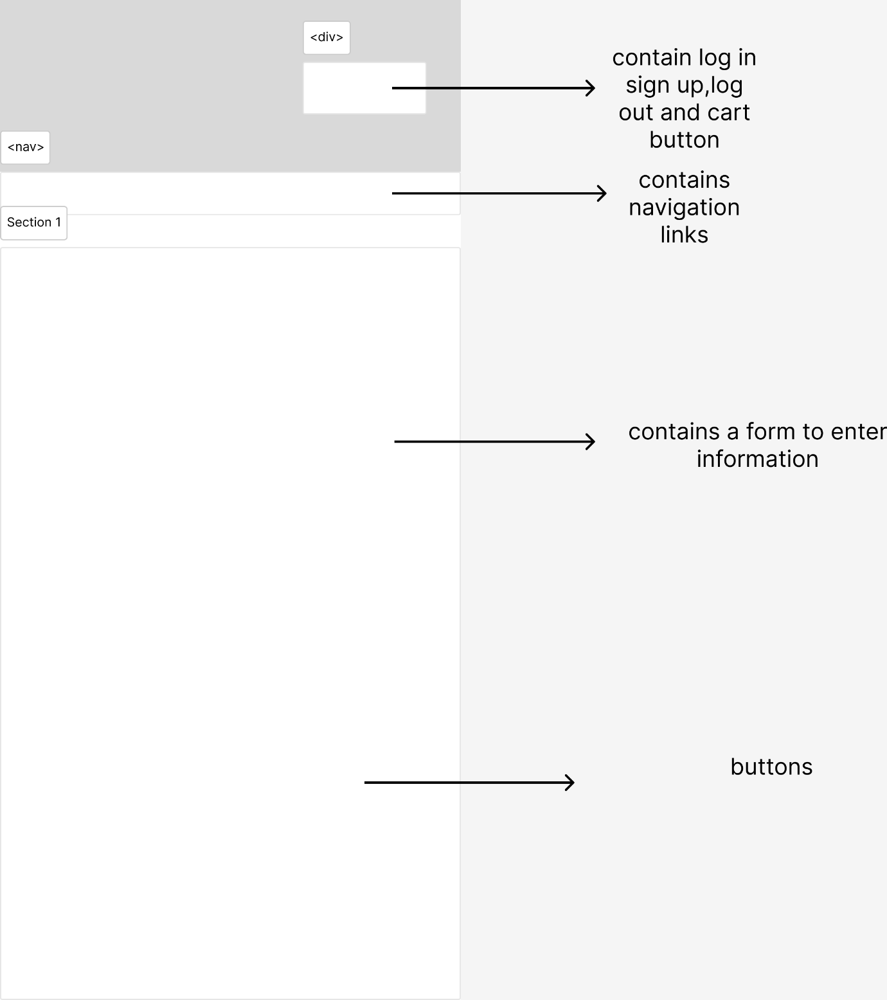 <div>
contain log in
sign up,log
out and cart
button
<nav>
contains
navigation
links
Section 1
contains a form to enter
information
buttons